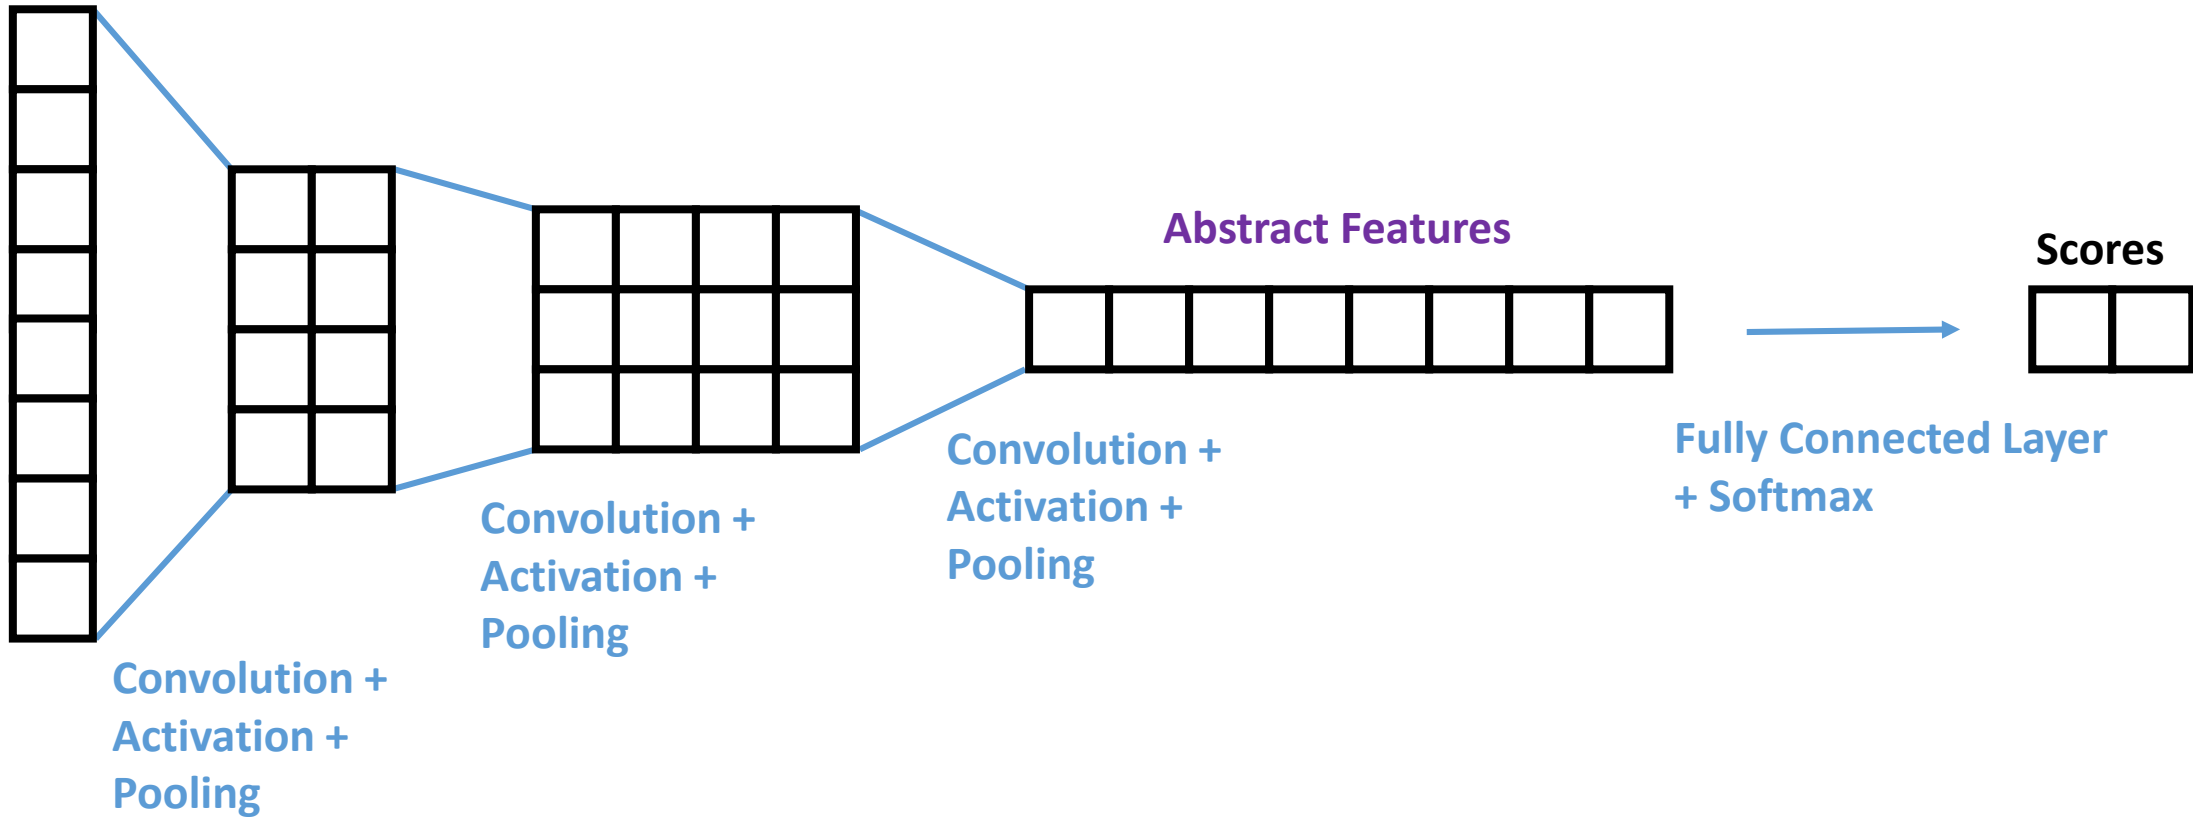 Abstract Features
Scores
Convolution +
Activation +
Pooling
Convolution +
Activation +
Pooling
Convolution +
Activation +
Pooling
Fully Connected Layer
+ Softmax